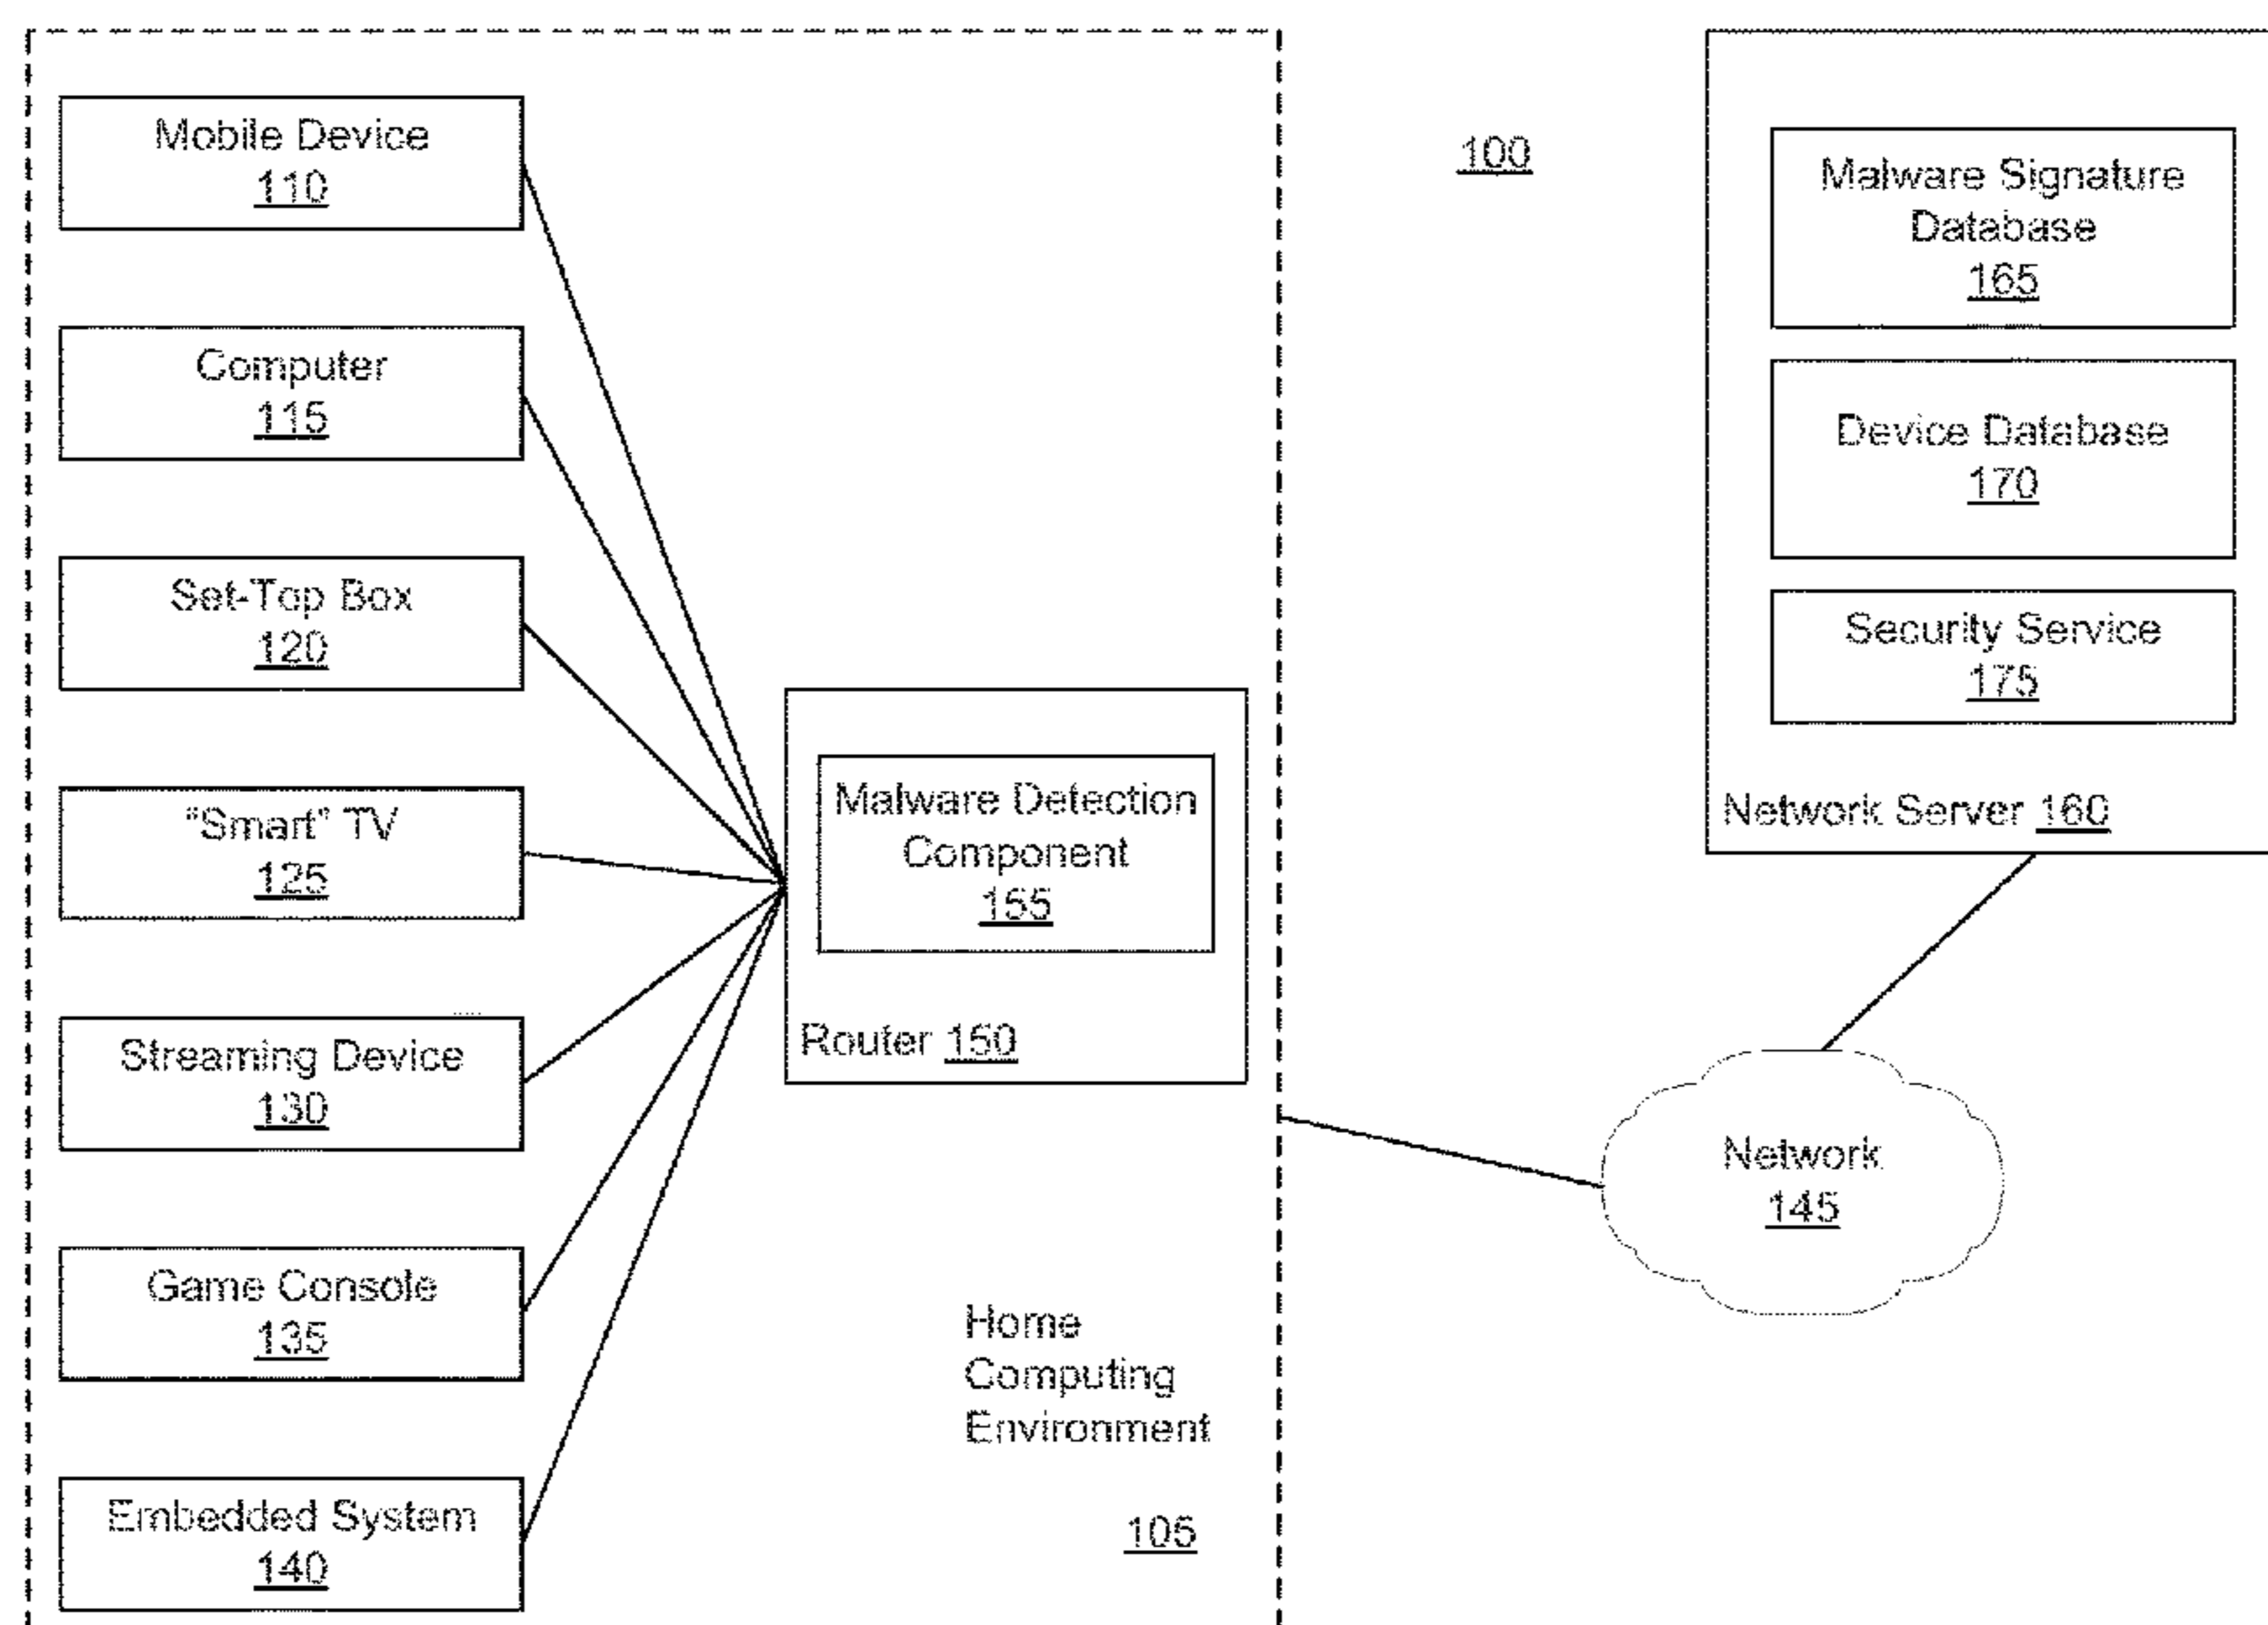 Mobile Device
110
Computer
115
Set-Top Box
120
"Smart" TV
125
Streaming Device
130
Game Console
135
Embedded System
140
Malware Detection
Component
155
Router 150
Home
Computing
Environment
105
100
Malware Signature
Database
165
Device Database
170
Security Service
175
Network Server 160
Network
145